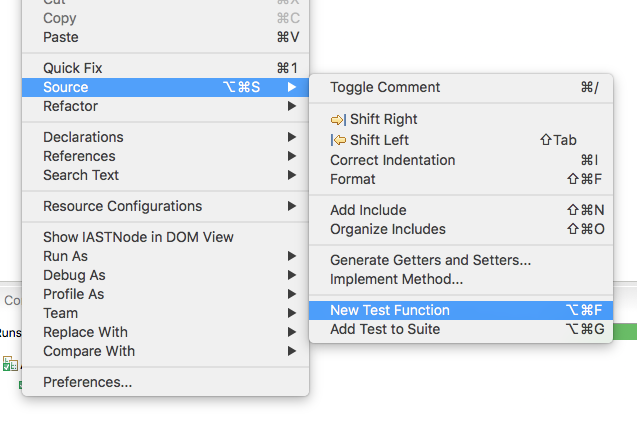 Cut ⌘X
Copy ⌘C
Paste ⌘V
Quick Fix ⌘1
Source ⌥⌘S ▶
Refactor ▶
Declarations ▶
References ▶
Search Text ▶
Resource Configurations ▶
Show IASTNode in DOM View
Run As ▶
Debug As ▶
Profile As ▶
Team ▶
Replace With ▶
Compare With ▶
Preferences...
Toggle Comment ⌘/
Shift Right
Shift Left ⇧Tab
Correct Indentation ⌘I
Format ⇧⌘F
Add Include ⇧⌘N
Organize Includes ⇧⌘O
Generate Getters and Setters...
Implement Method...
New Test Function ⌥⌘F
Add Test to Suite ⌥⌘G
Co
Runs